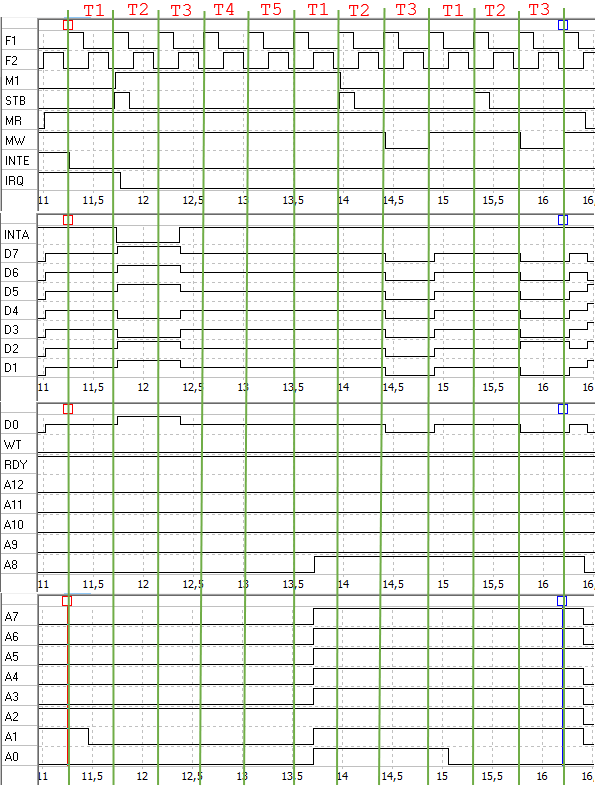 T1 T2 T3 T4 T5 T1 T2 T3 T1 T2 T3
F1
F2
M1
STB
MR
MW
INTE
IRQ
11 11,5 12 12,5 13 13,5 14 14,5 15 15,5 16 16,
INTA
D7
D6
D5
D4
D3
D2
D1
11 11,5 12 12,5 13 13,5 14 14,5 15 15,5 16 16,
D0
WT
RDY
A12
A11
A10
A9
A8
11 11,5 12 12,5 13 13,5 14 14,5 15 15,5 16 16,
A7
A6
A5
A4
A3
A2
A1
A0
11 11,5 12 12,5 13 13,5 14 14,5 15 15,5 16 16,